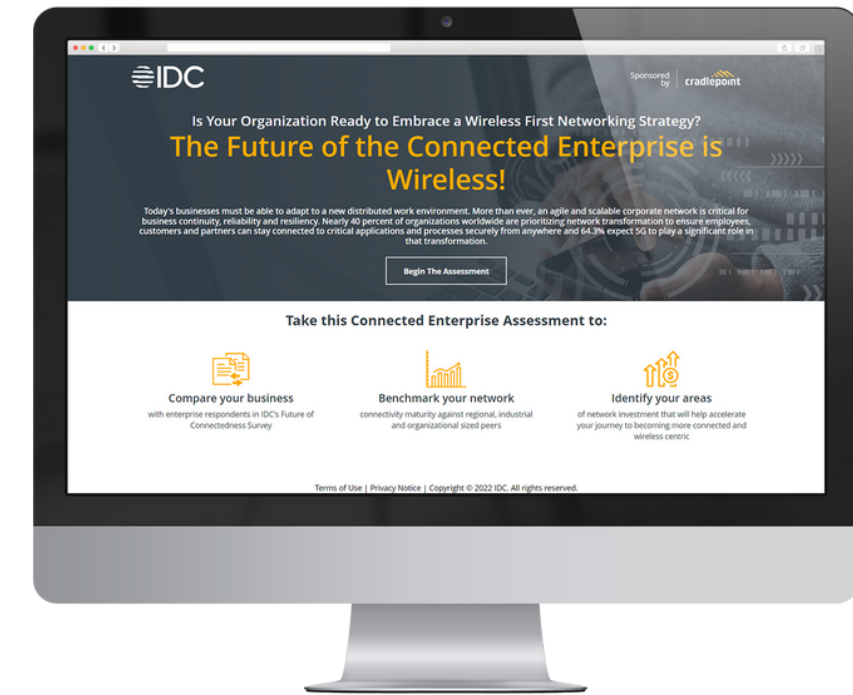 IDC
Sponsored
by
cradlepoint
Is Your Organization Ready to Embrace a Wireless First Networking Strategy?
The Future of the Connected Enterprise is
Wireless!
Today's businesses must be able to adapt to a new distributed work environment. More than ever, an agile and scalable corporate network is critical for
business continuity, reliability and resiliency. Nearly 40 percent of organizations worldwide are prioritizing network transformation to ensure employees,
customers and partners can stay connected to critical applications and processes securely from anywhere and 64.3% expect 5G to play a significant role in
that transformation.
Begin The Assessment
Take this Connected Enterprise Assessment to:
Compare your business
with enterprise respondents in IDC's Future of
Connectedness Survey
Benchmark your network
connectivity maturity against regional, industrial
and organizational sized peers
Identify your areas
of network investment that will help accelerate
your journey to becoming more connected and
wireless centric
Terms of Use | Privacy Notice | Copyright © 2022 IDC. All rights reserved.